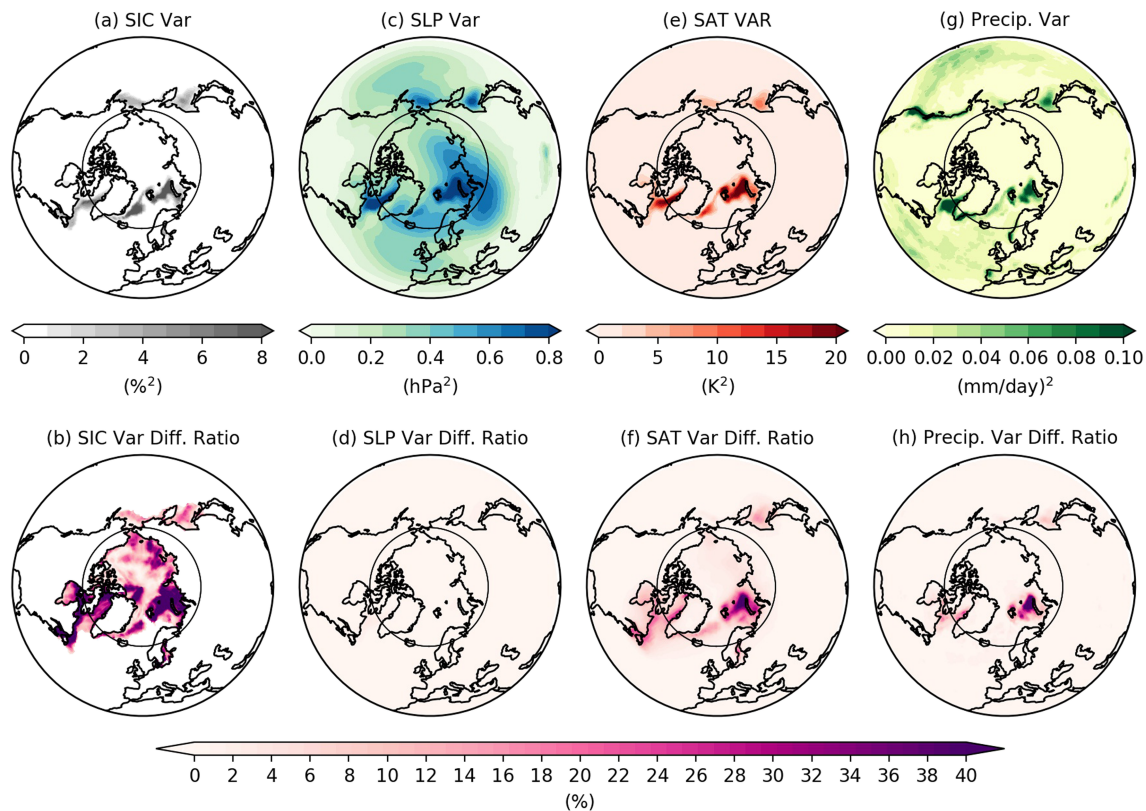 (a) SIC Var
(c) SLP Var
(e) SAT VAR
(g) Precip. Var
0 2 4 6 8
0.0 0.2 0.4 0.6 0.8
0 5 10 15 20
0.00 0.02 0.04 0.06 0.08 0.10
(%²)
(hPa²)
(K²)
(mm/day)²
(b) SIC Var Diff. Ratio
(d) SLP Var Diff. Ratio
(f) SAT Var Diff. Ratio
(h) Precip. Var Diff. Ratio
0 2 4 6 8 10 12 14 16 18 20 22 24 26 28 30 32 34 36 38 40
(%)